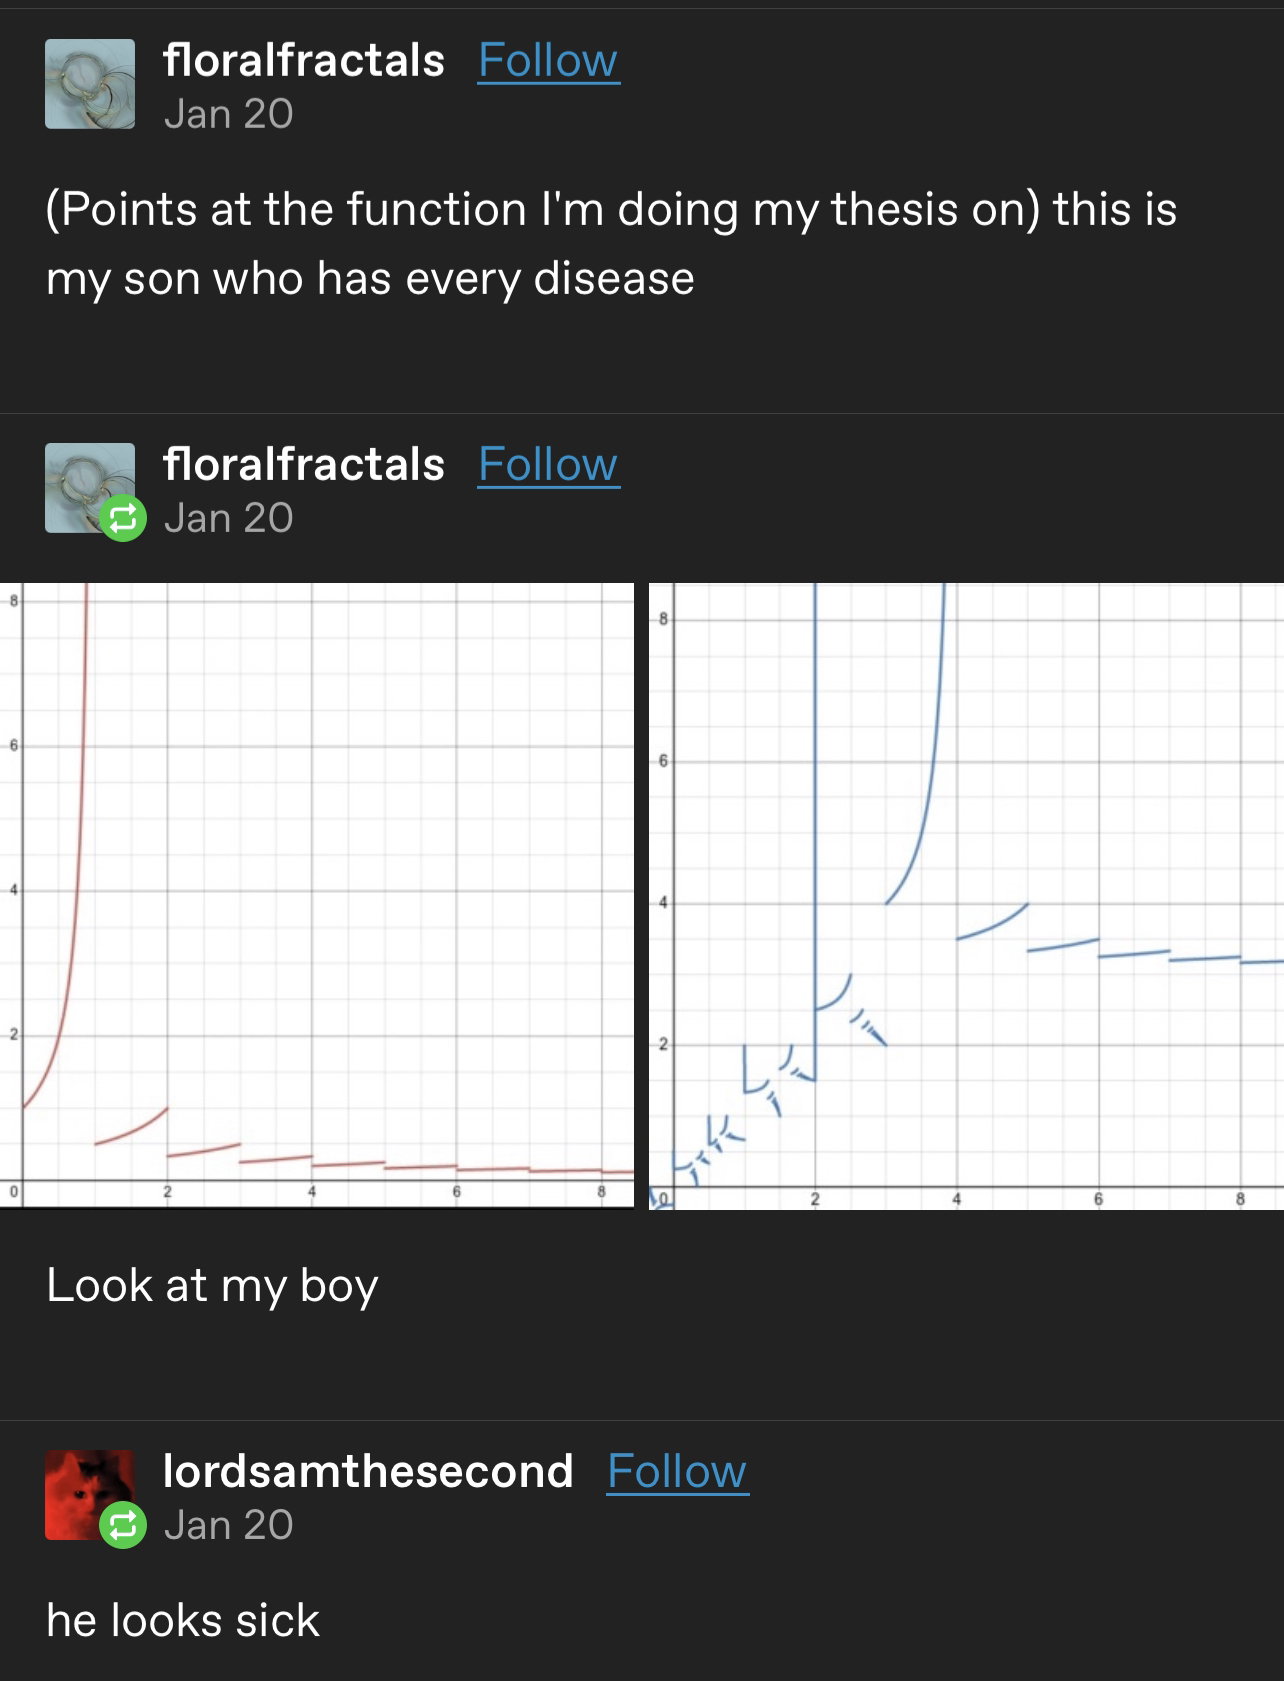 floralfractals Follow
Jan 20
(Points at the function I'm doing my thesis on) this is
my son who has every disease
floralfractals Follow
Jan 20
8
6
4
2
0 2 4 6 8
8
6
4
2
0 2 4 6 8
Look at my boy
lordsamthesecond Follow
Jan 20
he looks sick